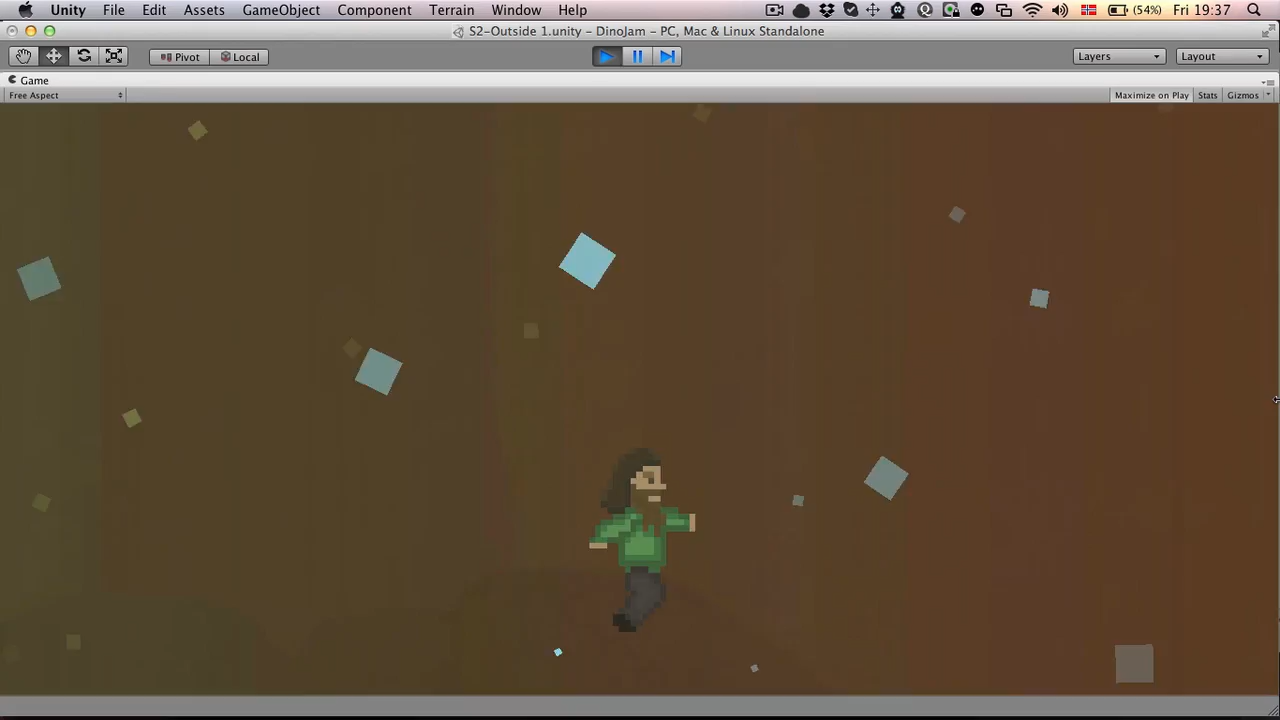 Unity File Edit Assets GameObject Component Terrain Window Help (54%) Fri 19:37
S2-Outside 1.unity - DinoJam - PC, Mac & Linux Standalone
Pivot Local Layers Layout
Game
Free Aspect Maximize on Play Stats Gizmos